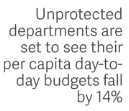 Unprotected
departments are
set to see their
per capita day-to-
day budgets fall
by 14%